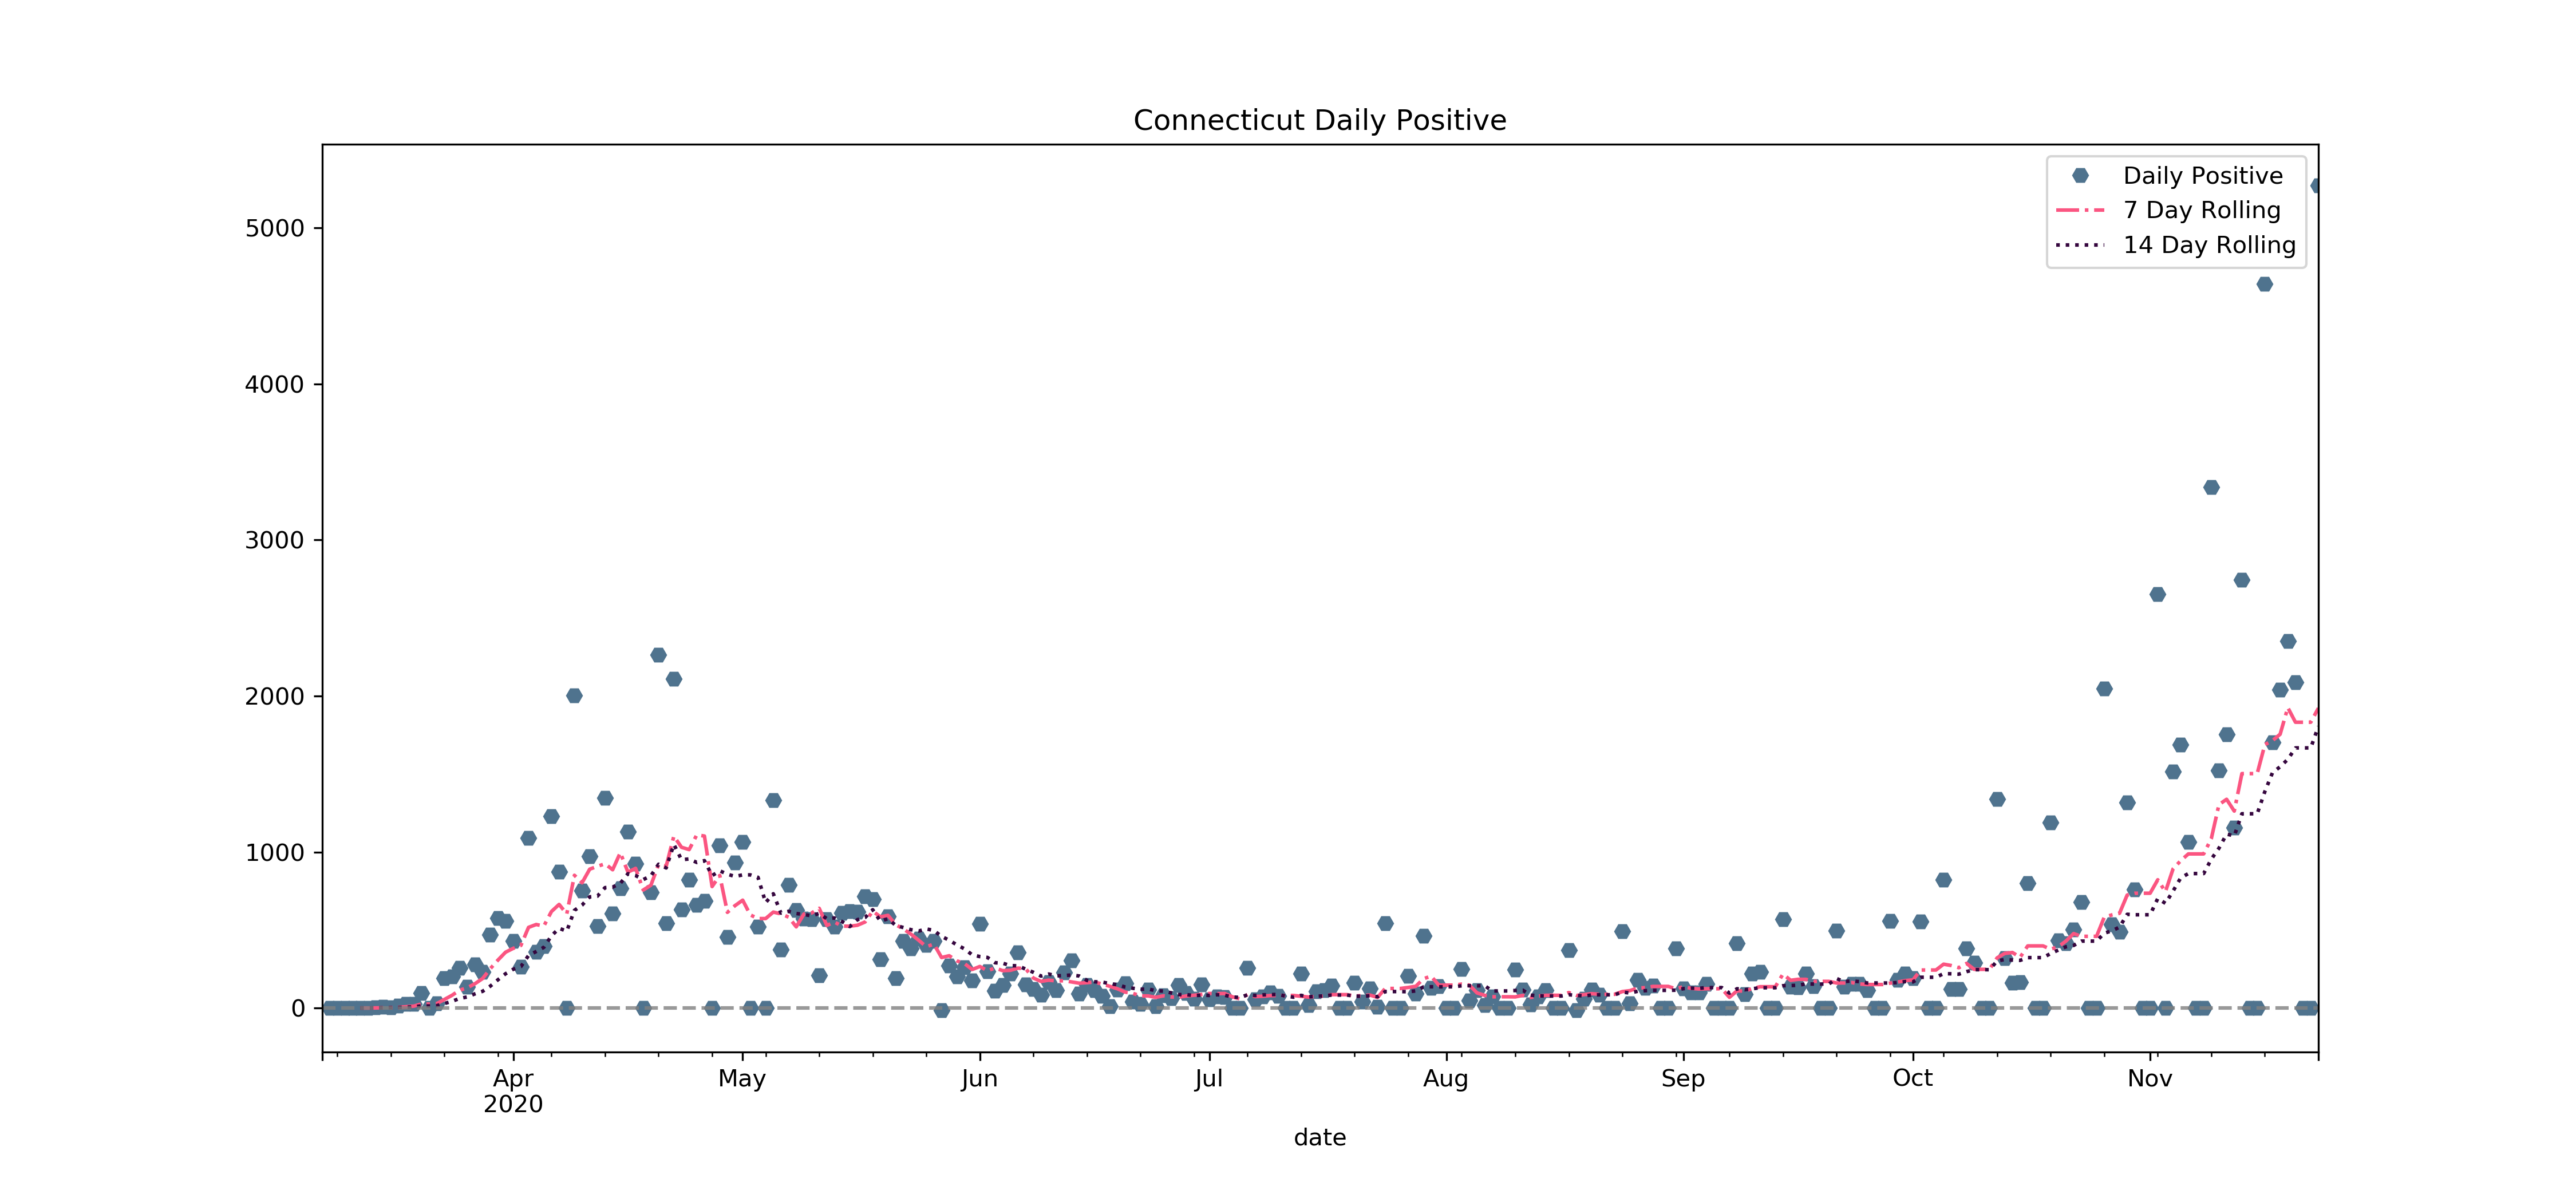 Connecticut Daily Positive
Daily Positive
7 Day Rolling
14 Day Rolling
5000
4000
3000
2000
1000
0
Apr
2020
May
Jun
Jul
Aug
Sep
Oct
Nov
date